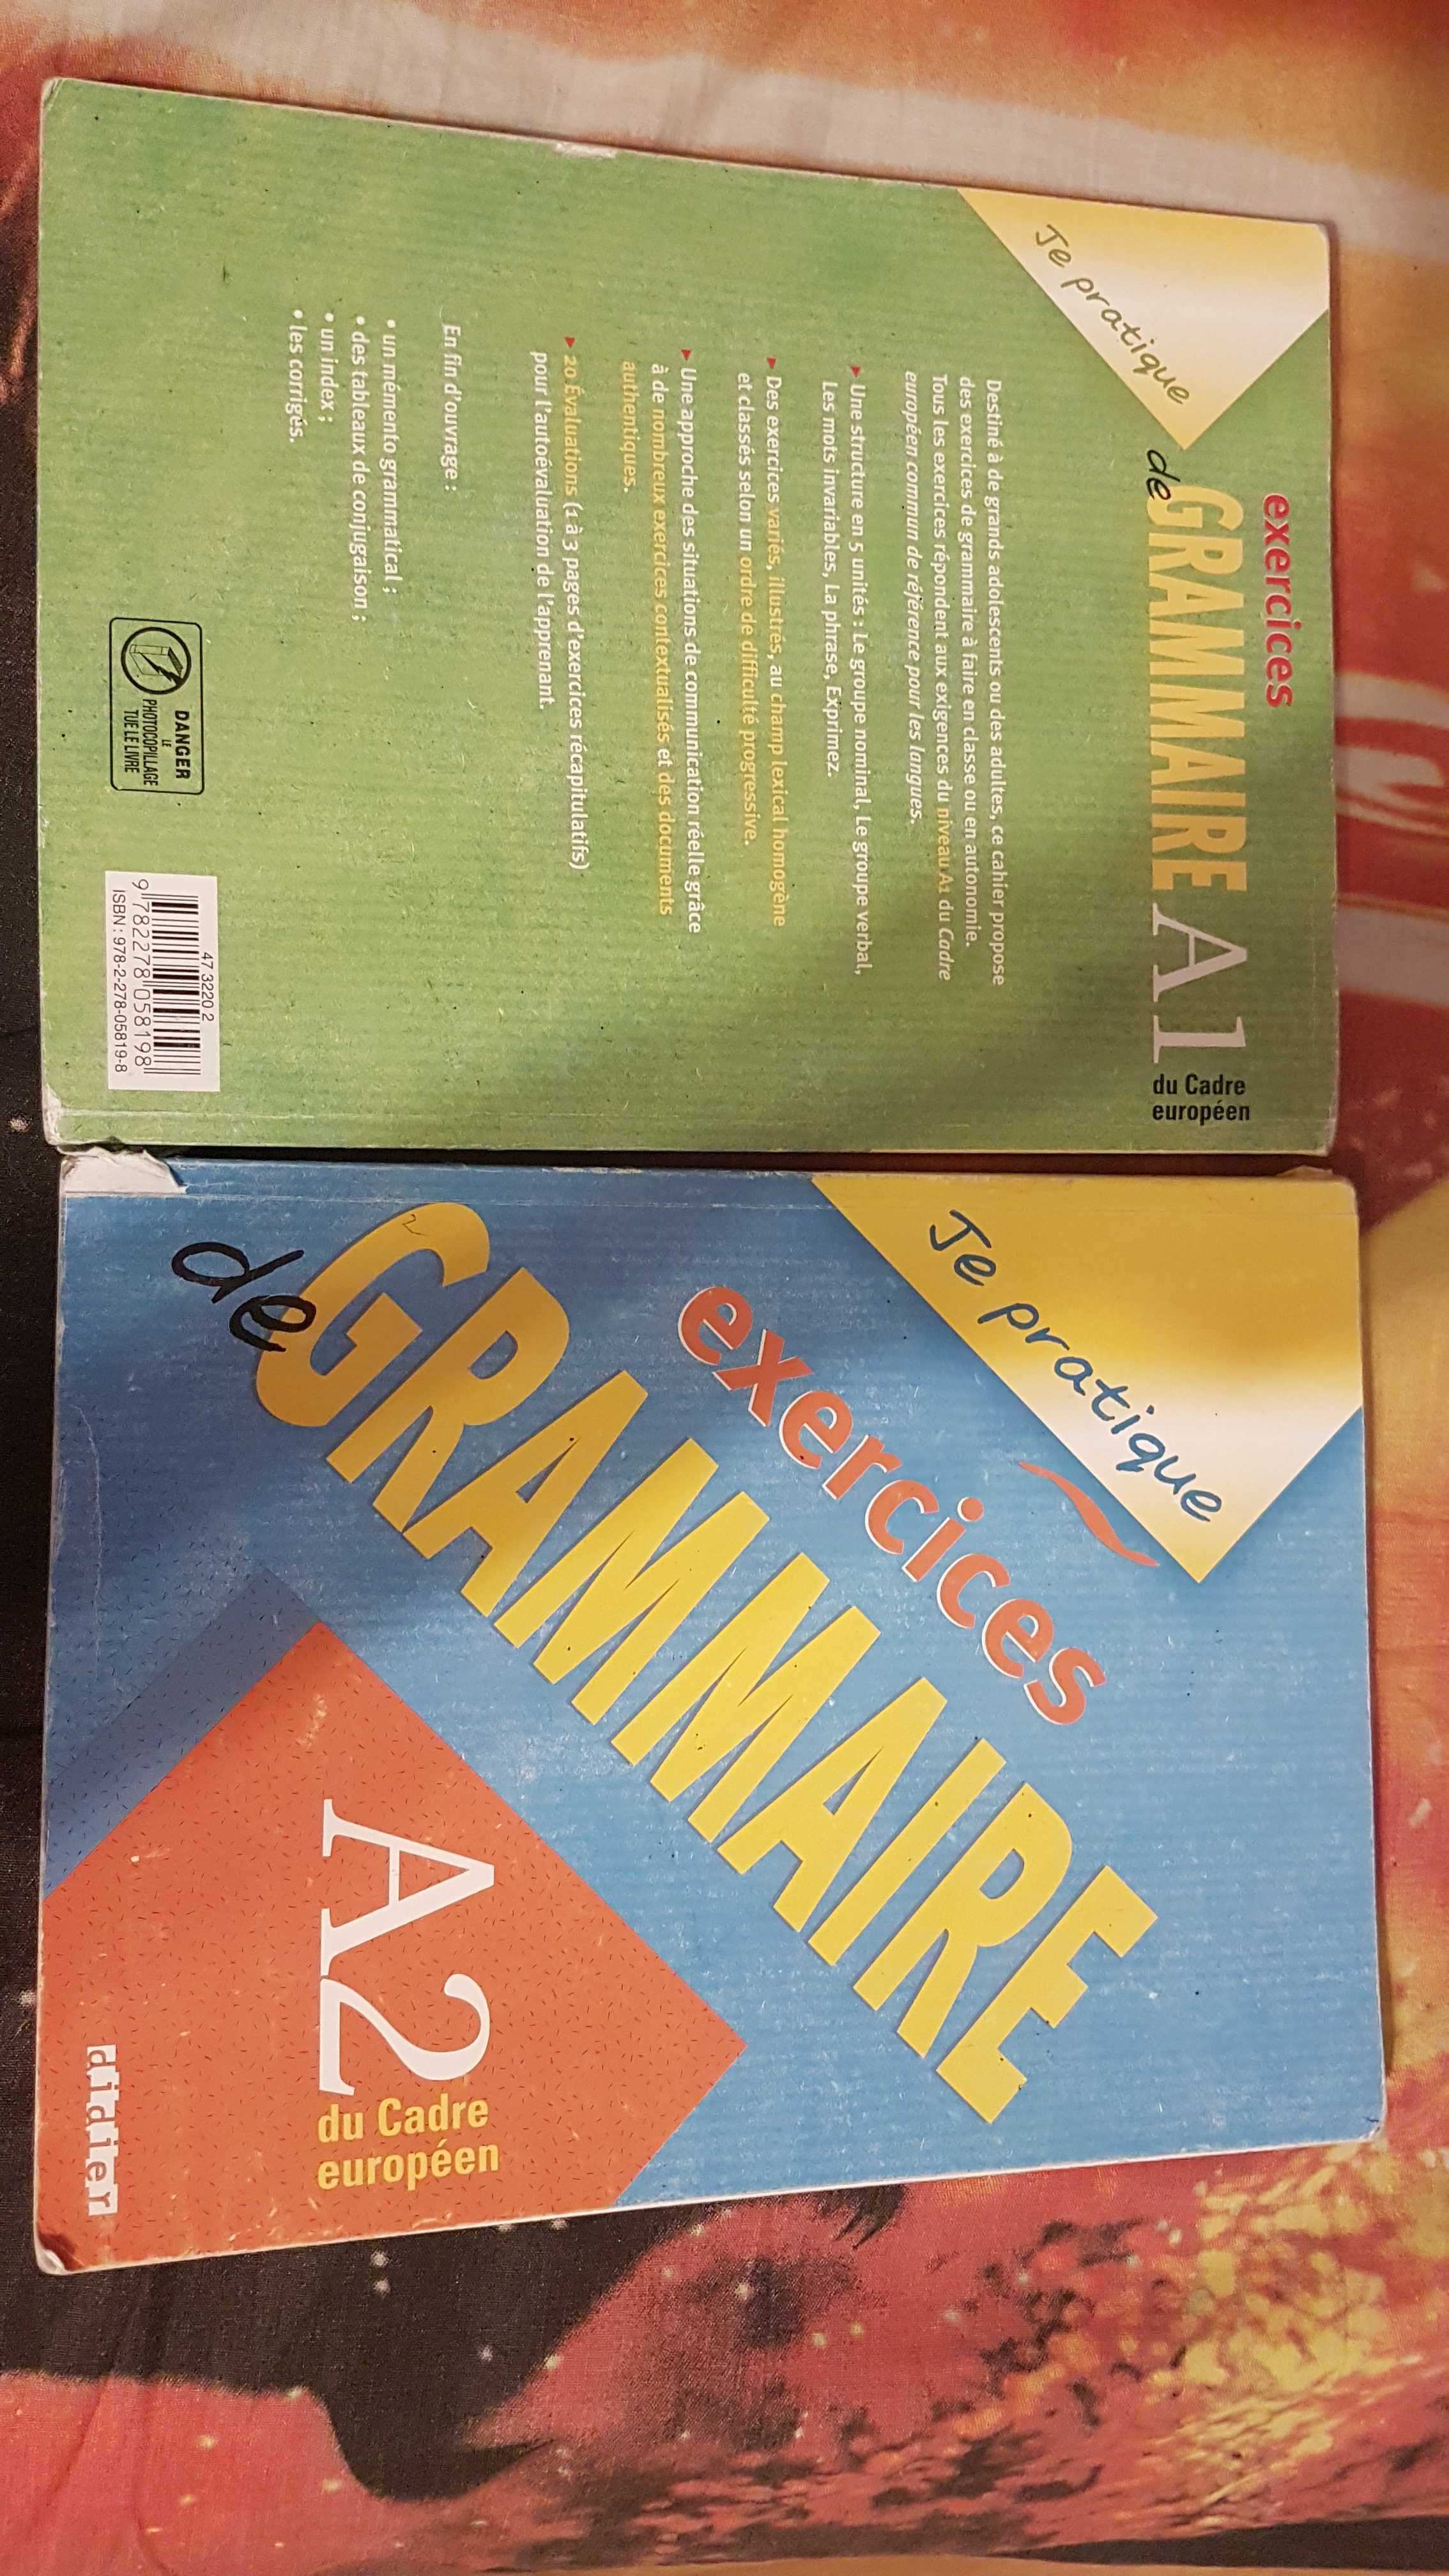 Je pratique
exercices
de GRAMMAIRE A1
du Cadre
européen
Destiné à de grands adolescents ou des adultes, ce cahier propose
des exercices de grammaire à faire en classe ou en autonomie.
Tous les exercices répondent aux exigences du niveau A1 du Cadre
européen commun de référence pour les langues.
▸ Une structure en 5 unités : Le groupe nominal, Le groupe verbal,
Les mots invariables, La phrase, Exprimez.
▸ Des exercices variés, illustrés, au champ lexical homogène
et classés selon un ordre de difficulté progressive.
▸ Une approche des situations de communication réelle grâce
à de nombreux exercices contextualisés et des documents
authentiques.
▸ 20 Évaluations (1 à 3 pages d'exercices récapitulatifs)
pour l'autoévaluation de l'apprenant.
En fin d'ouvrage :
• un mémento grammatical ;
• des tableaux de conjugaison ;
• un index ;
• les corrigés.
DANGER
LE
PHOTOCOPILLAGE
TUE LE LIVRE
47 3220 2
9 782278 058198
ISBN : 978-2-278-05819-8
Je pratique
exercices
de GRAMMAIRE
2
A2
du Cadre
européen
didier